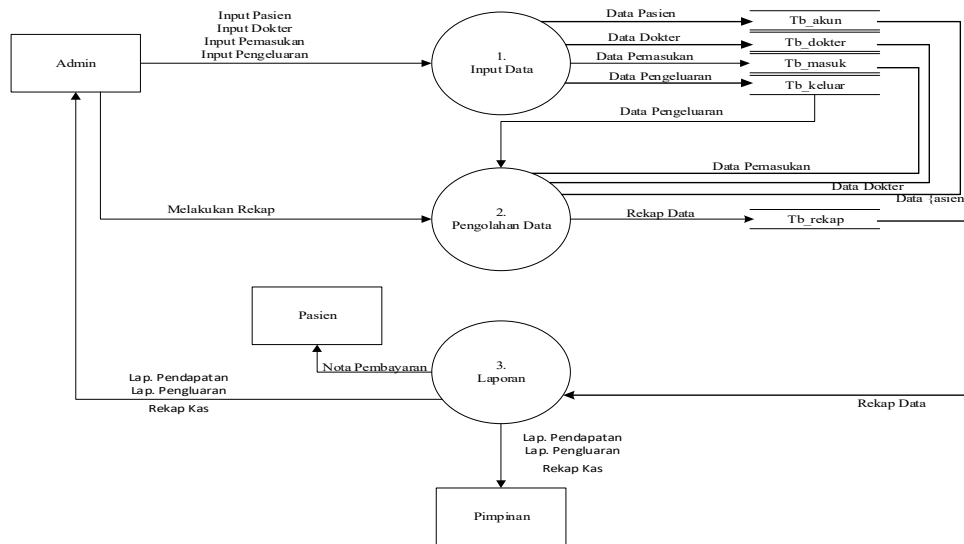 Input Pasien
Input Dokter
Input Pemasukan
Input Pengeluaran
Admin
1.
Input Data
Data Pasien
Data Dokter
Data Pemasukan
Data Pengeluaran
Tb_akun
Tb_dokter
Tb_masuk
Tb_keluar
Data Pengeluaran
Data Pemasukan
Data Dokter
Data {asien
Melakukan Rekap
2.
Pengolahan Data
Rekap Data
Tb_rekap
Pasien
Nota Pembayaran
3.
Laporan
Lap. Pendapatan
Lap. Pengluaran
Rekap Kas
Rekap Data
Lap. Pendapatan
Lap. Pengluaran
Rekap Kas
Pimpinan